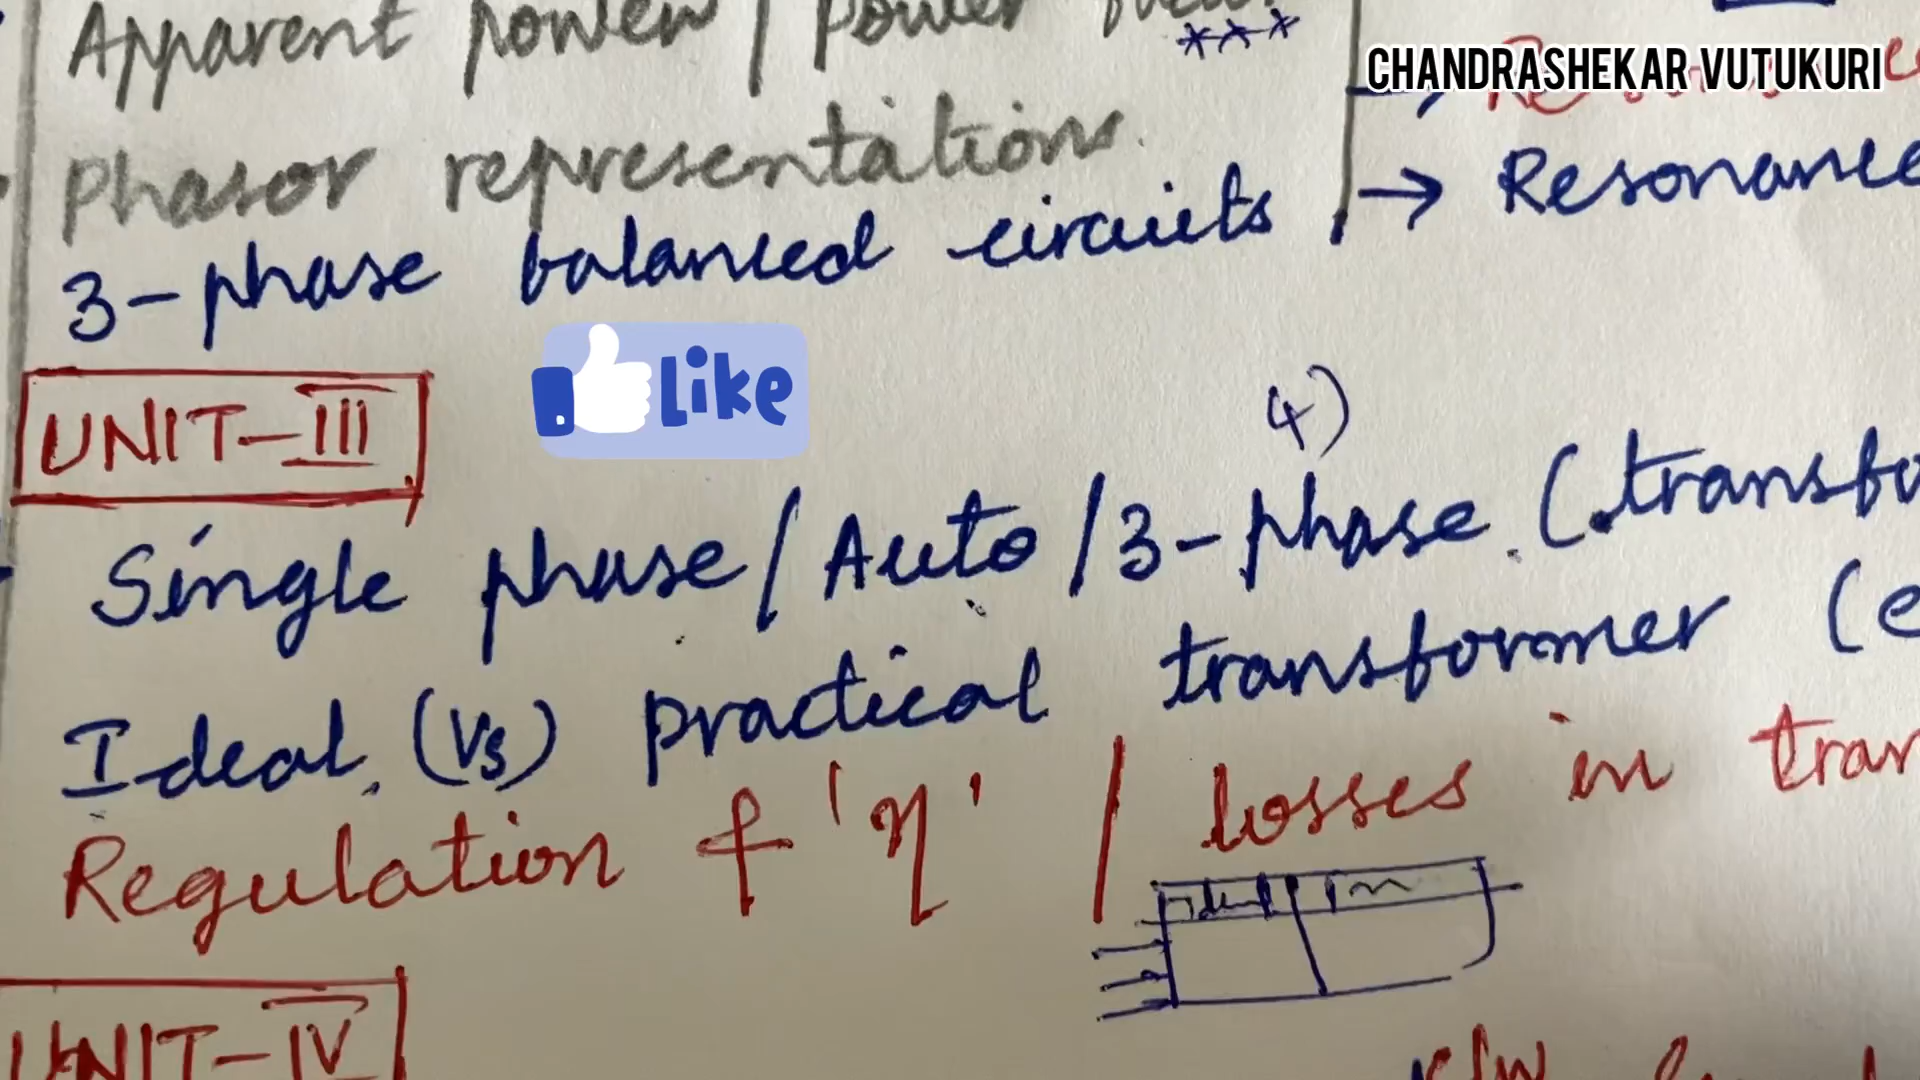 Apparent power / power
***
CHANDRASHEKAR VUTUKURI
Phasor representations.
→ Resonance
3-phase balanced circuits
Like
UNIT-III
4)
Single phase / Auto / 3-phase. (transfo
Ideal. (Vs) practical transformer (e
Regulation & 'η' / losses in tran
UNIT-IV